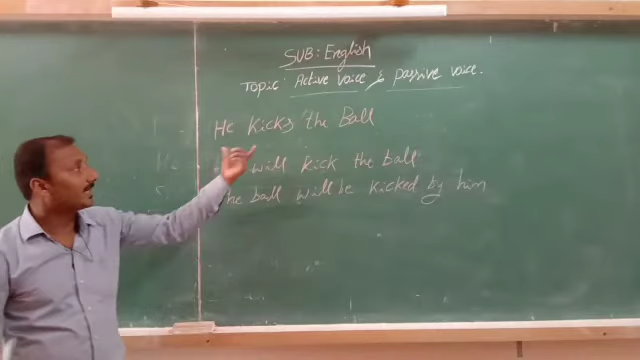 SUB: English
Topic: Active voice & passive voice.
He kicks the Ball
will kick the ball
he ball will be kicked by him